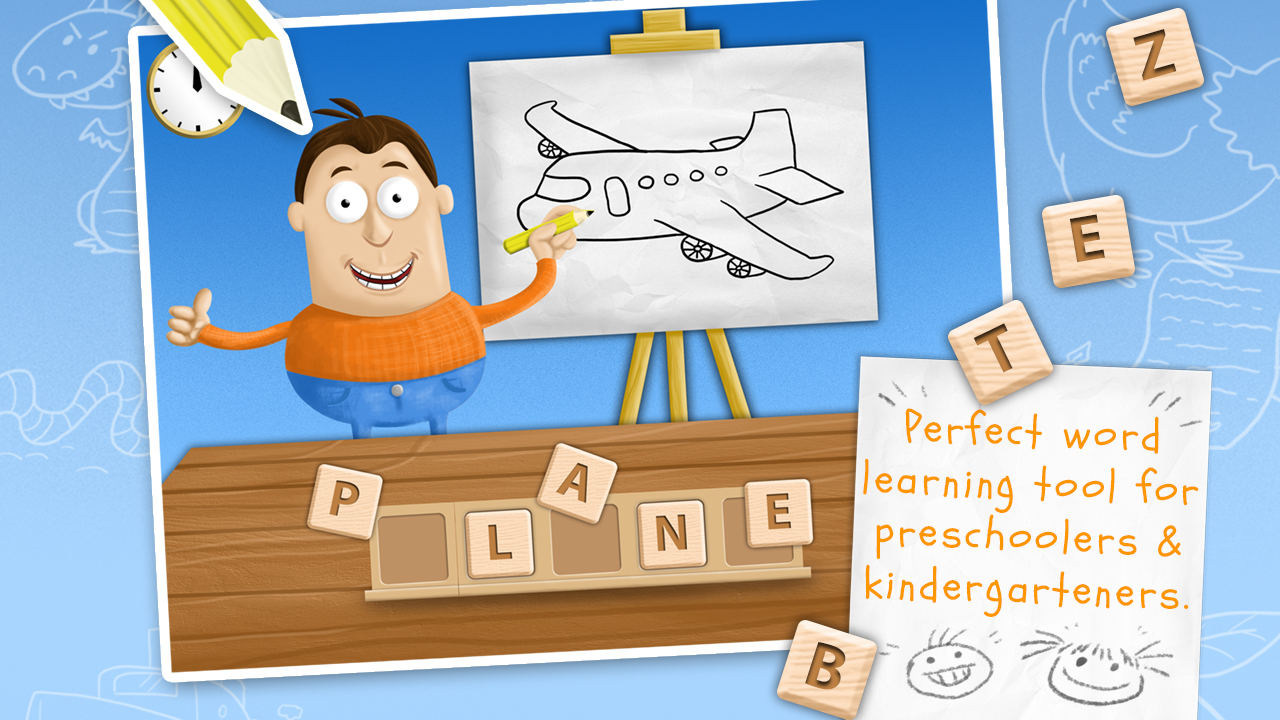 Z
E
T
Perfect word
learning tool for
preschoolers &
kindergarteners.
P L A N E
B